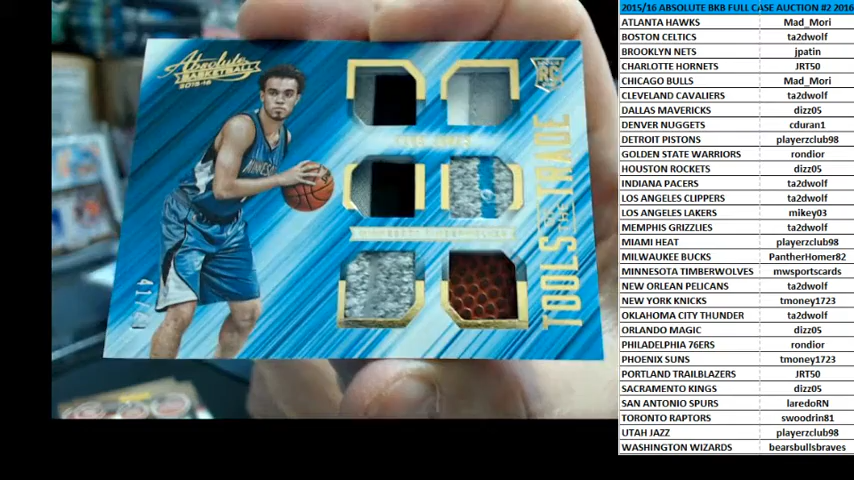 2015/16 ABSOLUTE BKB FULL CASE AUCTION #2 2016
ATLANTA HAWKS Mad_Mori
BOSTON CELTICS ta2dwolf
BROOKLYN NETS jpatin
CHARLOTTE HORNETS JRT50
CHICAGO BULLS Mad_Mori
CLEVELAND CAVALIERS ta2dwolf
DALLAS MAVERICKS dizz05
DENVER NUGGETS cduran1
DETROIT PISTONS playerzclub98
GOLDEN STATE WARRIORS rondior
HOUSTON ROCKETS dizz05
INDIANA PACERS ta2dwolf
LOS ANGELES CLIPPERS ta2dwolf
LOS ANGELES LAKERS mikey03
MEMPHIS GRIZZLIES ta2dwolf
MIAMI HEAT playerzclub98
MILWAUKEE BUCKS PantherHomer82
MINNESOTA TIMBERWOLVES mwsportscards
NEW ORLEAN PELICANS ta2dwolf
NEW YORK KNICKS tmoney1723
OKLAHOMA CITY THUNDER ta2dwolf
ORLANDO MAGIC dizz05
PHILADELPHIA 76ERS rondior
PHOENIX SUNS tmoney1723
PORTLAND TRAILBLAZERS JRT50
SACRAMENTO KINGS dizz05
SAN ANTONIO SPURS laredoRN
TORONTO RAPTORS swoodrin81
UTAH JAZZ playerzclub98
WASHINGTON WIZARDS bearsbullsbraves
Absolute
BASKETBALL
2015-16
RC
TYUS JONES
MINNESOTA TIMBERWOLVES
TOOLS OF THE TRADE
MINNESOTA